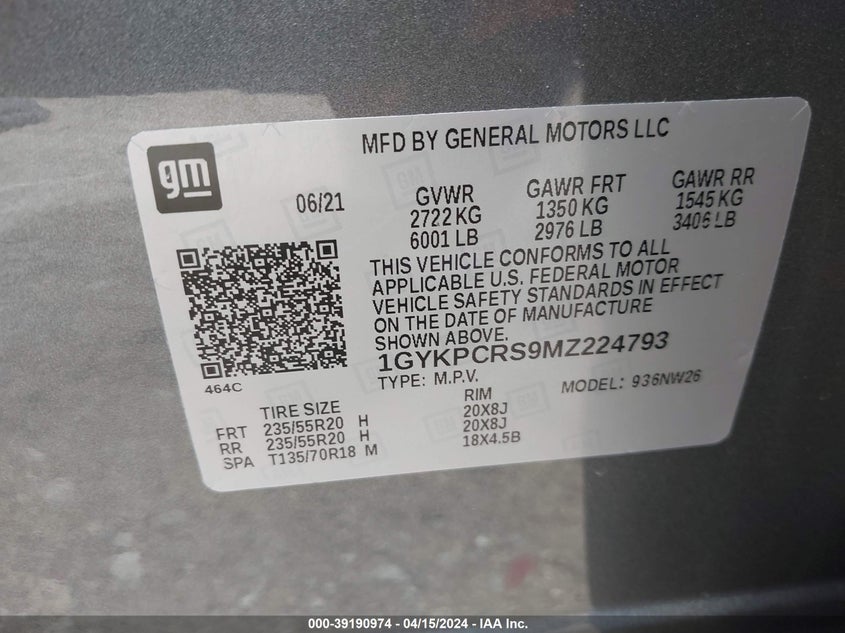 gm
MFD BY GENERAL MOTORS LLC
06/21
GVWR
2722 KG
6001 LB
GAWR FRT
1350 KG
2976 LB
GAWR RR
1545 KG
3406 LB
THIS VEHICLE CONFORMS TO ALL
APPLICABLE U.S. FEDERAL MOTOR
VEHICLE SAFETY STANDARDS IN EFFECT
ON THE DATE OF MANUFACTURE
SHOWN ABOVE.
1GYKPCRS9MZ224793
464C
TYPE: M.P.V.
MODEL: 936NW26
TIRE SIZE
RIM
FRT 235/55R20 H 20X8J
RR 235/55R20 H 20X8J
SPA T135/70R18 M 18X4.5B
000-39190974 - 04/15/2024 - IAA Inc.